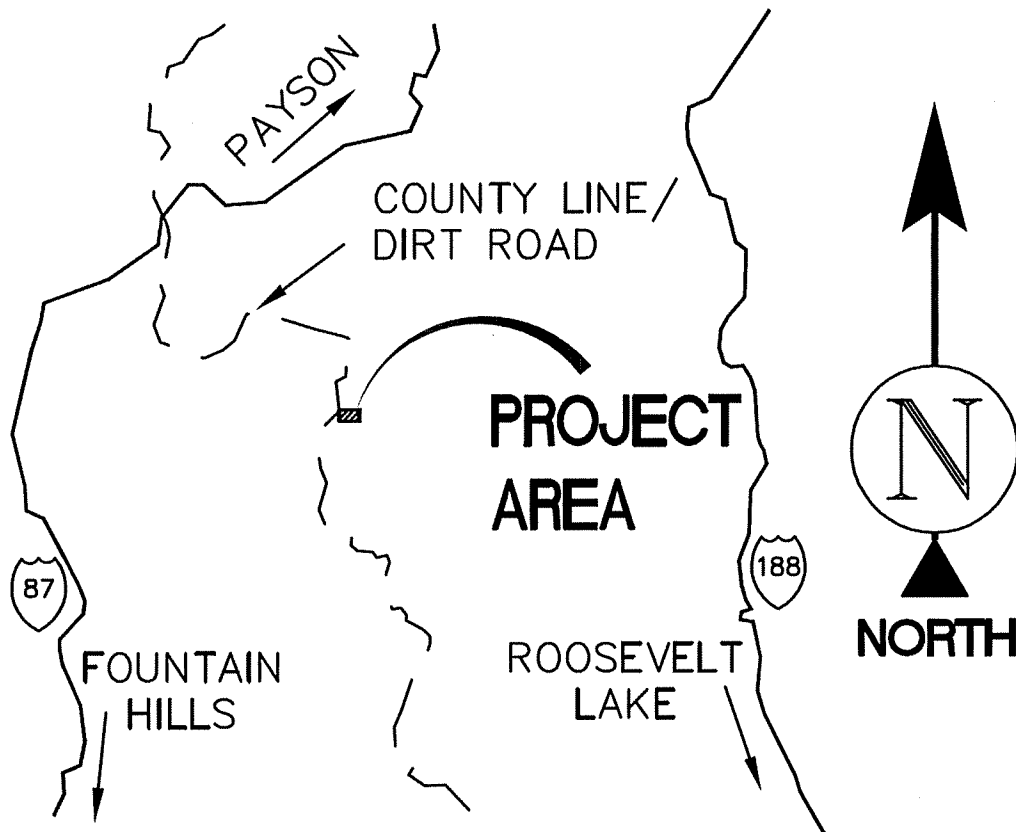 PAYSON
COUNTY LINE/
DIRT ROAD
PROJECT
AREA
N
87
188
NORTH
FOUNTAIN
HILLS
ROOSEVELT
LAKE